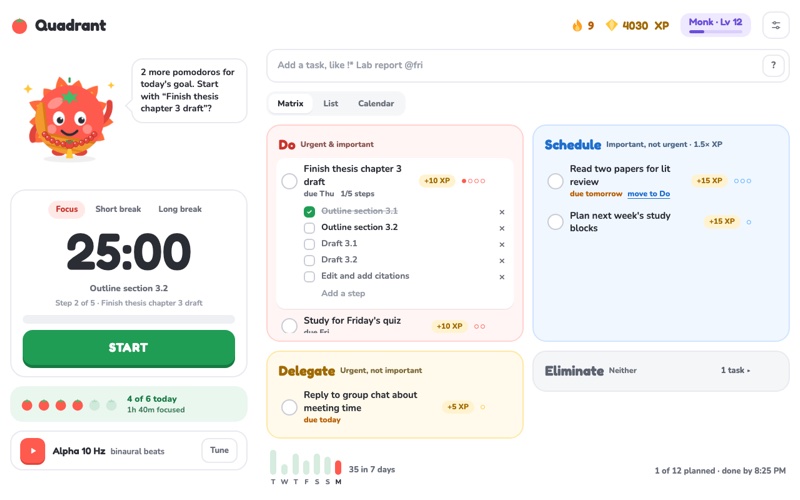 Quadrant
9
4030 XP
Monk · Lv 12
2 more pomodoros for
today's goal. Start
with “Finish thesis
chapter 3 draft”?
Focus
Short break
Long break
25:00
Outline section 3.2
Step 2 of 5 · Finish thesis chapter 3 draft
START
4 of 6 today
1h 40m focused
Alpha 10 Hz binaural beats
Tune
Add a task, like !* Lab report @fri
?
Matrix
List
Calendar
Do Urgent & important
Finish thesis chapter 3
draft
+10 XP
due Thu 1/5 steps
Outline section 3.1
×
Outline section 3.2
×
Draft 3.1
×
Draft 3.2
×
Edit and add citations
×
Add a step
Study for Friday's quiz
+10 XP
due Fri
Schedule Important, not urgent · 1.5× XP
Read two papers for lit
review
+15 XP
due tomorrow move to Do
Plan next week's study
blocks
+15 XP
Delegate Urgent, not important
Reply to group chat about
meeting time
+5 XP
due today
Eliminate Neither
1 task
T W T F S S M
35 in 7 days
1 of 12 planned · done by 8:25 PM